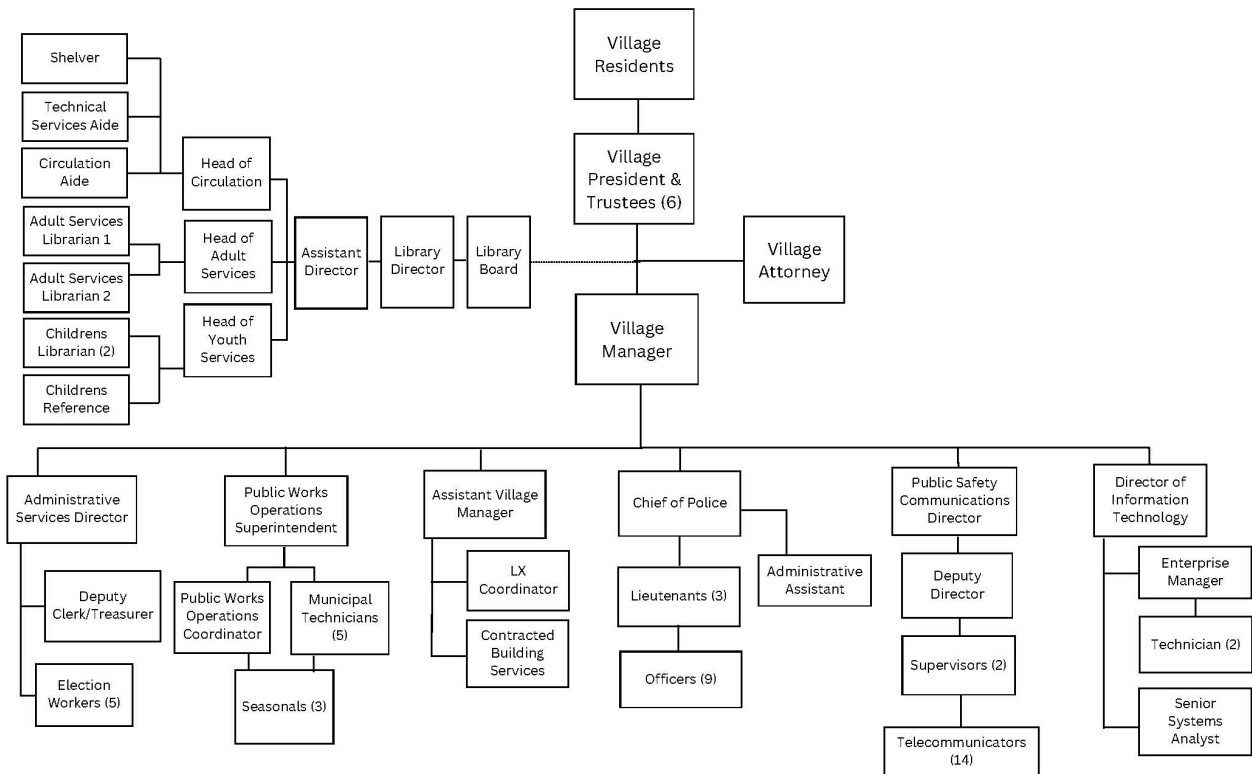 Village
Residents
Village
President &
Trustees (6)
Village
Attorney
Village
Manager
Library
Board
Library
Director
Assistant
Director
Head of
Circulation
Shelver
Technical
Services Aide
Circulation
Aide
Head of
Adult
Services
Adult Services
Librarian 1
Adult Services
Librarian 2
Head of
Youth
Services
Childrens
Librarian (2)
Childrens
Reference
Administrative
Services Director
Deputy
Clerk/Treasurer
Election
Workers (5)
Public Works
Operations
Superintendent
Public Works
Operations
Coordinator
Municipal
Technicians
(5)
Seasonals (3)
Assistant Village
Manager
LX
Coordinator
Contracted
Building
Services
Chief of Police
Administrative
Assistant
Lieutenants (3)
Officers (9)
Public Safety
Communications
Director
Deputy
Director
Supervisors (2)
Telecommunicators
(14)
Director of
Information
Technology
Enterprise
Manager
Technician (2)
Senior
Systems
Analyst